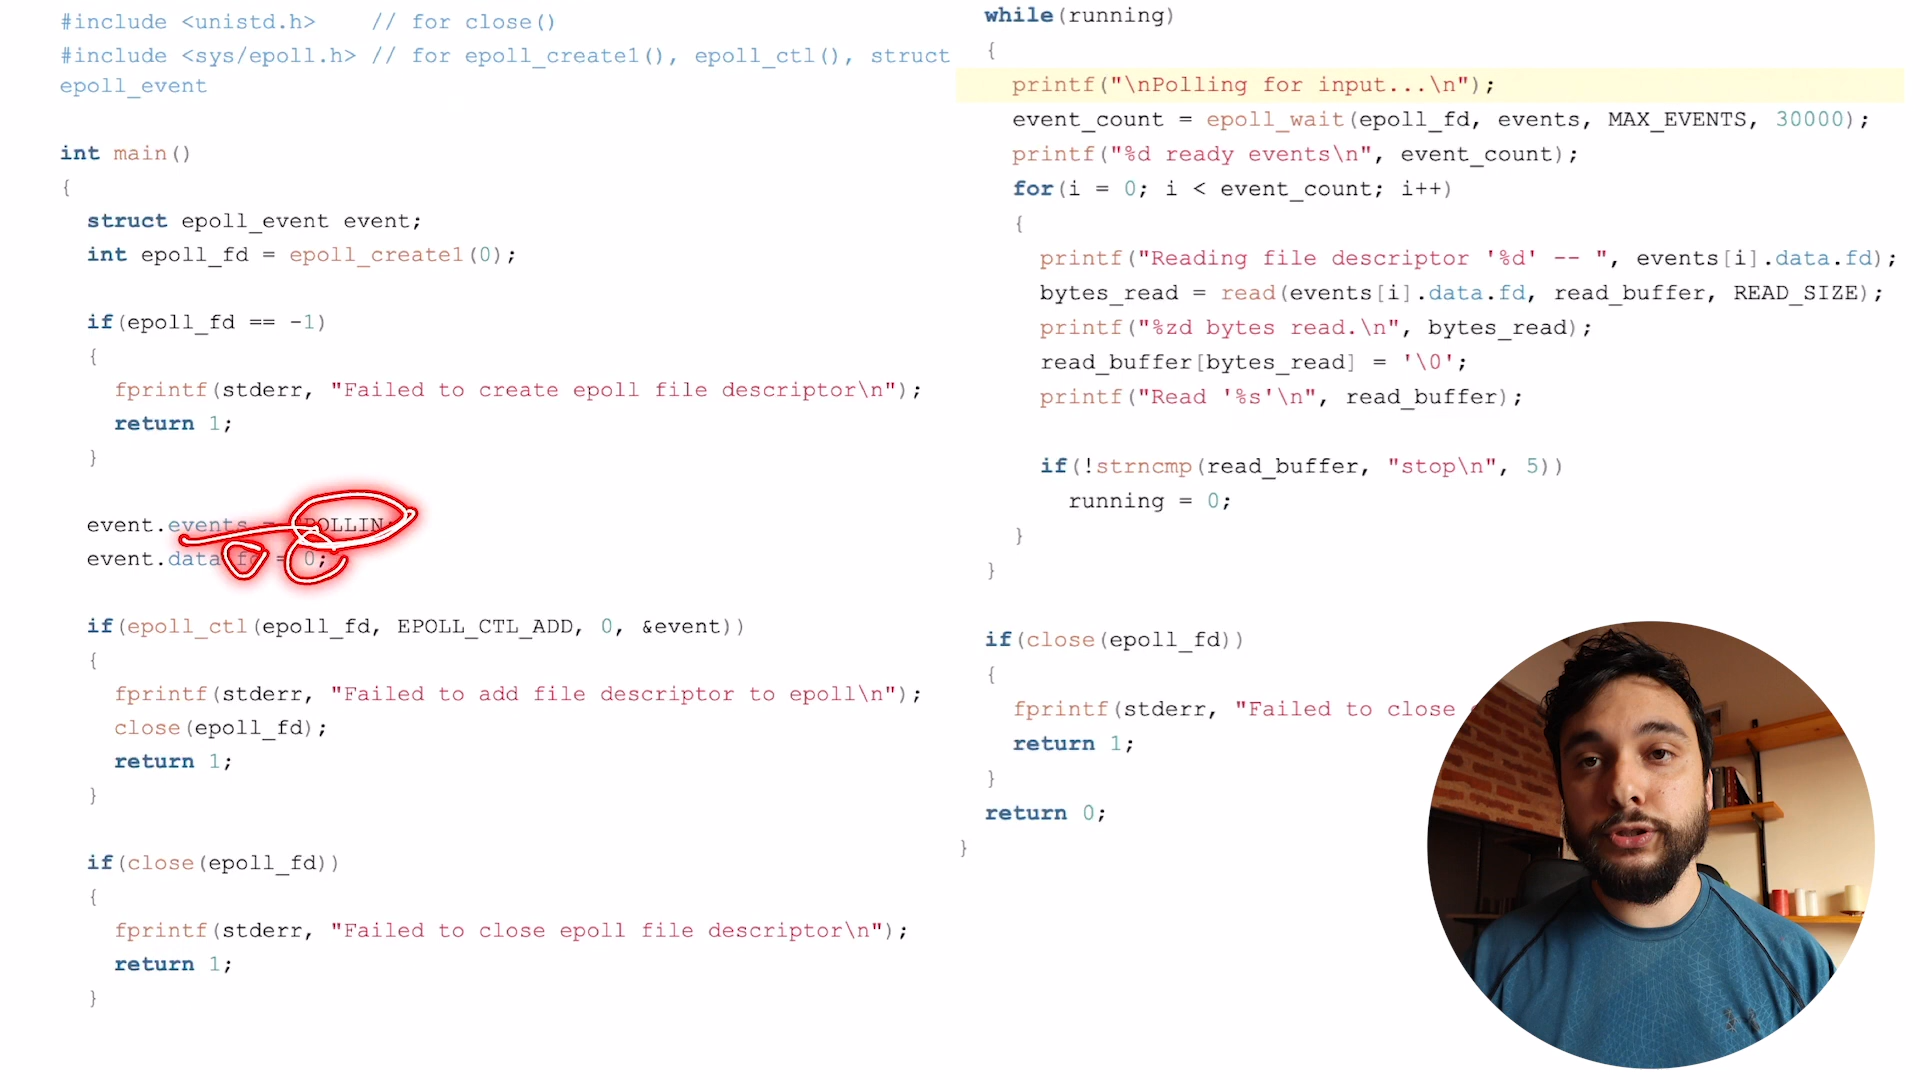 #include <unistd.h>    // for close()
#include <sys/epoll.h> // for epoll_create1(), epoll_ctl(), struct
epoll_event
int main()
{
  struct epoll_event event;
  int epoll_fd = epoll_create1(0);
  if(epoll_fd == -1)
  {
    fprintf(stderr, "Failed to create epoll file descriptor\n");
    return 1;
  }
  event.events = EPOLLIN;
  event.data.fd = 0;
  if(epoll_ctl(epoll_fd, EPOLL_CTL_ADD, 0, &event))
  {
    fprintf(stderr, "Failed to add file descriptor to epoll\n");
    close(epoll_fd);
    return 1;
  }
  if(close(epoll_fd))
  {
    fprintf(stderr, "Failed to close epoll file descriptor\n");
    return 1;
  }
  while(running)
  {
    printf("\nPolling for input...\n");
    event_count = epoll_wait(epoll_fd, events, MAX_EVENTS, 30000);
    printf("%d ready events\n", event_count);
    for(i = 0; i < event_count; i++)
    {
      printf("Reading file descriptor '%d' -- ", events[i].data.fd);
      bytes_read = read(events[i].data.fd, read_buffer, READ_SIZE);
      printf("%zd bytes read.\n", bytes_read);
      read_buffer[bytes_read] = '\0';
      printf("Read '%s'\n", read_buffer);
      if(!strncmp(read_buffer, "stop\n", 5))
        running = 0;
    }
  }
  if(close(epoll_fd))
  {
    fprintf(stderr, "Failed to close
    return 1;
  }
  return 0;
}